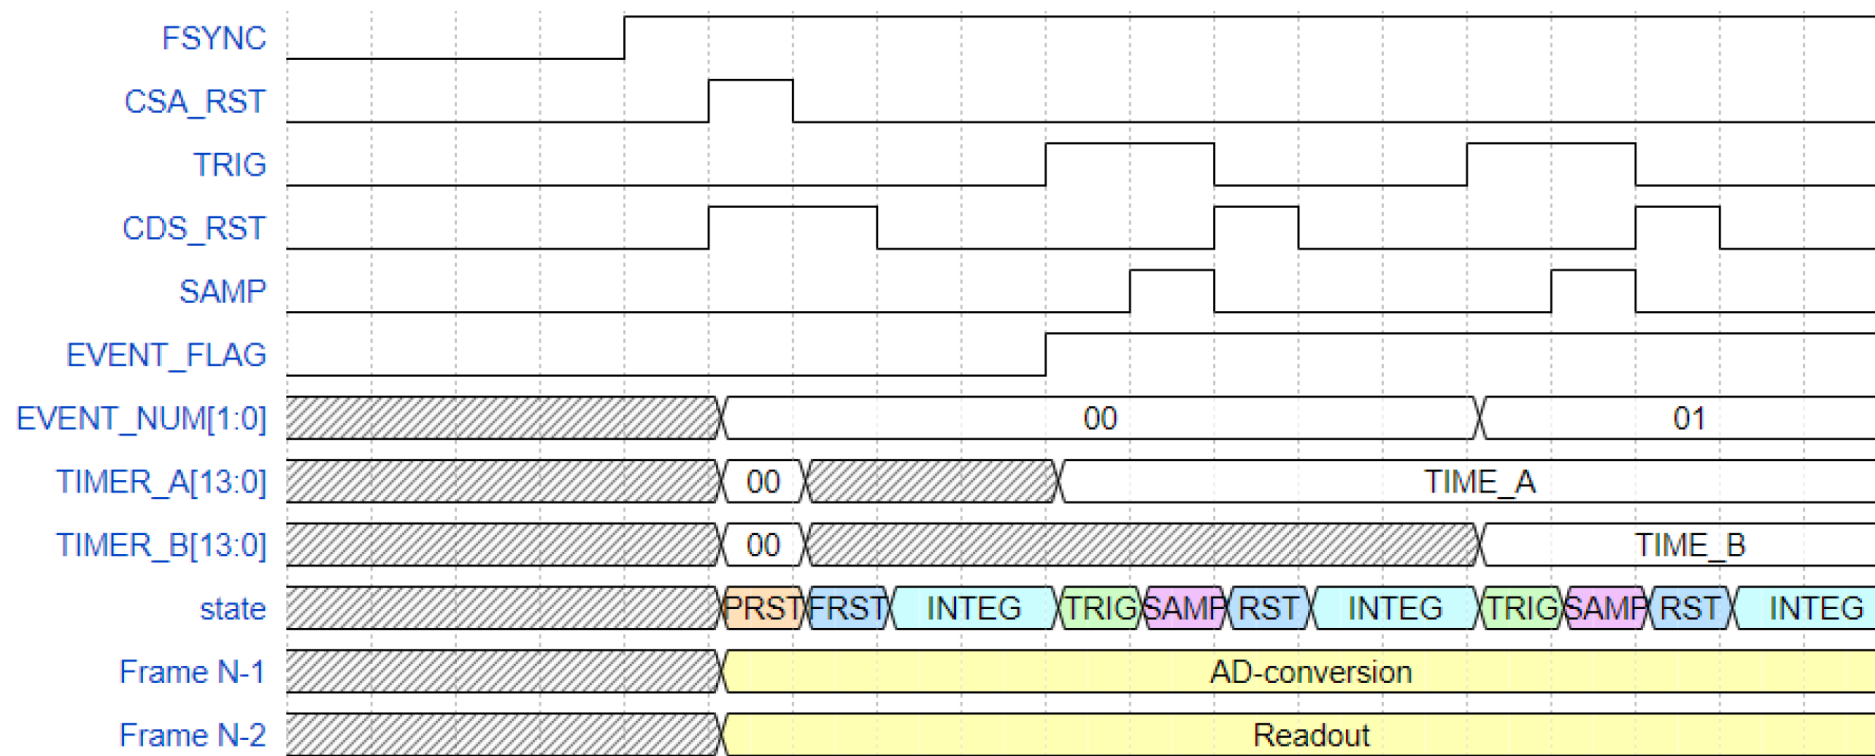 FSYNC
CSA_RST
TRIG
CDS_RST
SAMP
EVENT_FLAG
EVENT_NUM[1:0] 00 01
TIMER_A[13:0] 00 TIME_A
TIMER_B[13:0] 00 TIME_B
state PRST FRST INTEG TRIG SAMP RST INTEG TRIG SAMP RST INTEG
Frame N-1 AD-conversion
Frame N-2 Readout